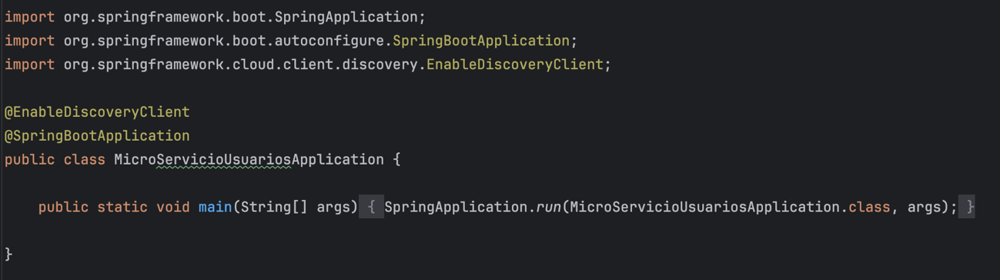 import org.springframework.boot.SpringApplication;
import org.springframework.boot.autoconfigure.SpringBootApplication;
import org.springframework.cloud.client.discovery.EnableDiscoveryClient;
@EnableDiscoveryClient
@SpringBootApplication
public class MicroServicioUsuariosApplication {
public static void main(String[] args) { SpringApplication.run(MicroServicioUsuariosApplication.class, args); }
}